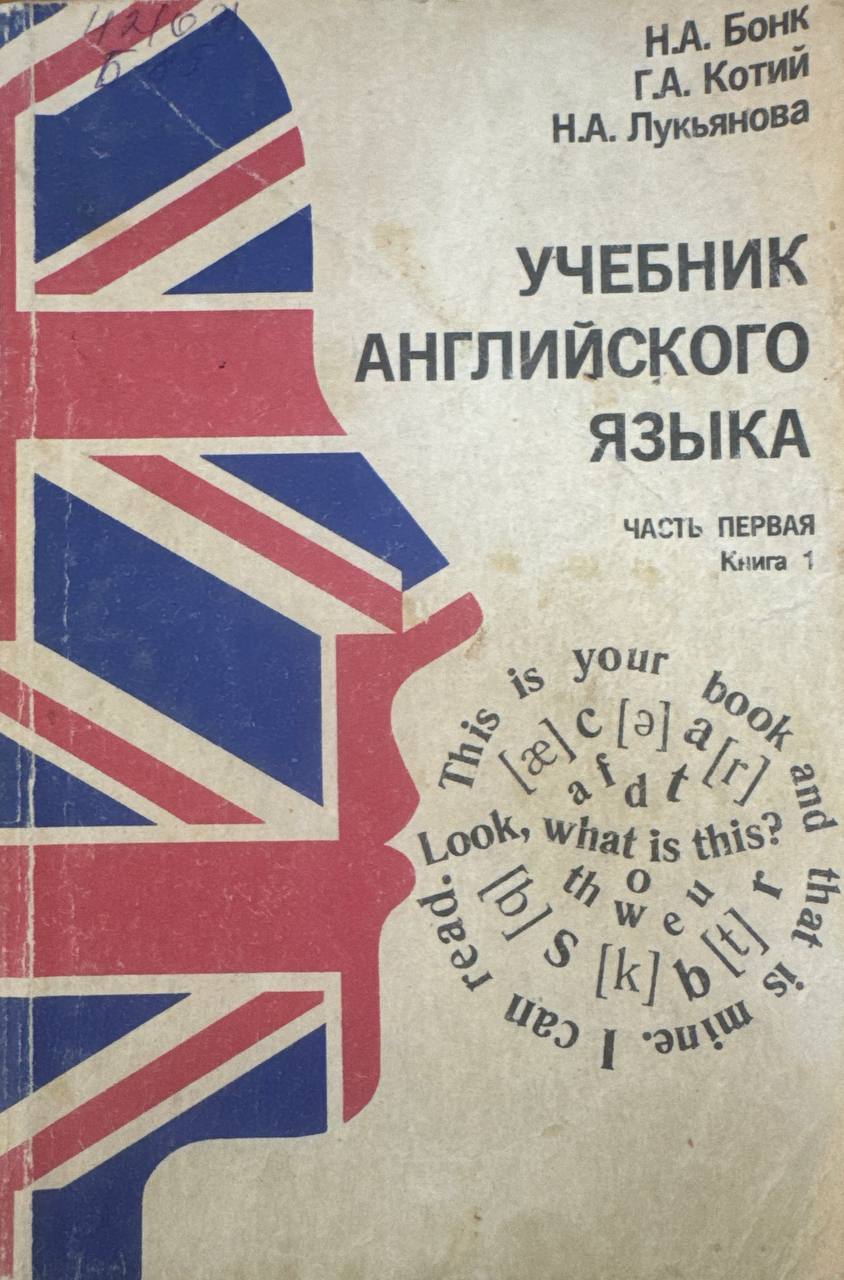 Н.А. Бонк
Г.А. Котий
Н.А. Лукьянова
УЧЕБНИК
АНГЛИЙСКОГО
ЯЗЫКА
ЧАСТЬ ПЕРВАЯ
Книга 1
This is your book and that is mine. I can read.
[æ] c [ə] a [r]
a f d t
Look, what is this?
th o w e u r
[b] s [k] b [t]